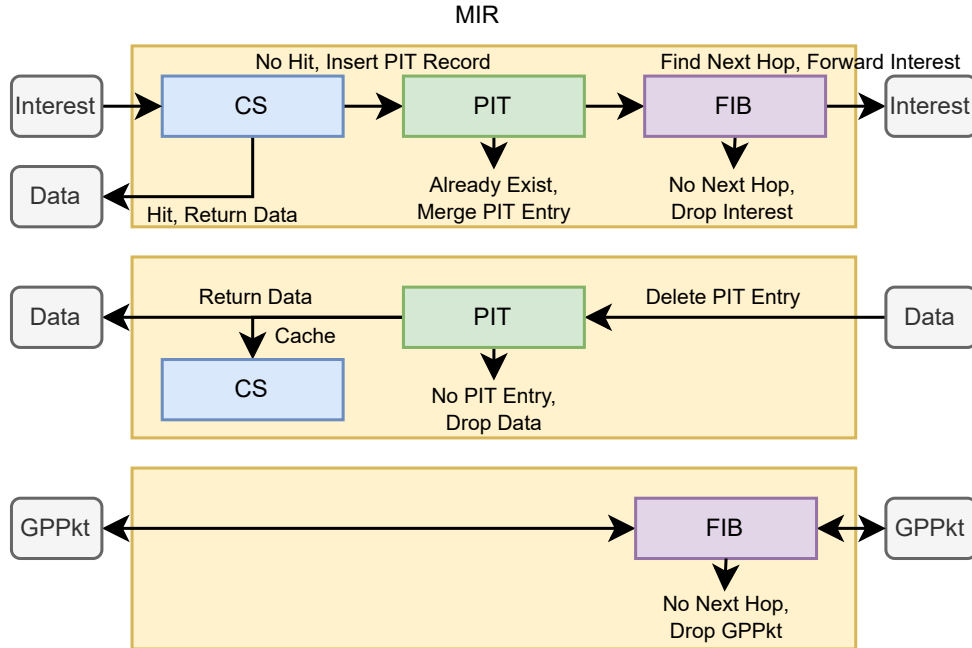 MIR
No Hit, Insert PIT Record
Find Next Hop, Forward Interest
Interest
CS
PIT
FIB
Interest
Data
Hit, Return Data
Already Exist,
Merge PIT Entry
No Next Hop,
Drop Interest
Return Data
Delete PIT Entry
Data
PIT
Data
Cache
CS
No PIT Entry,
Drop Data
GPPkt
FIB
GPPkt
No Next Hop,
Drop GPPkt